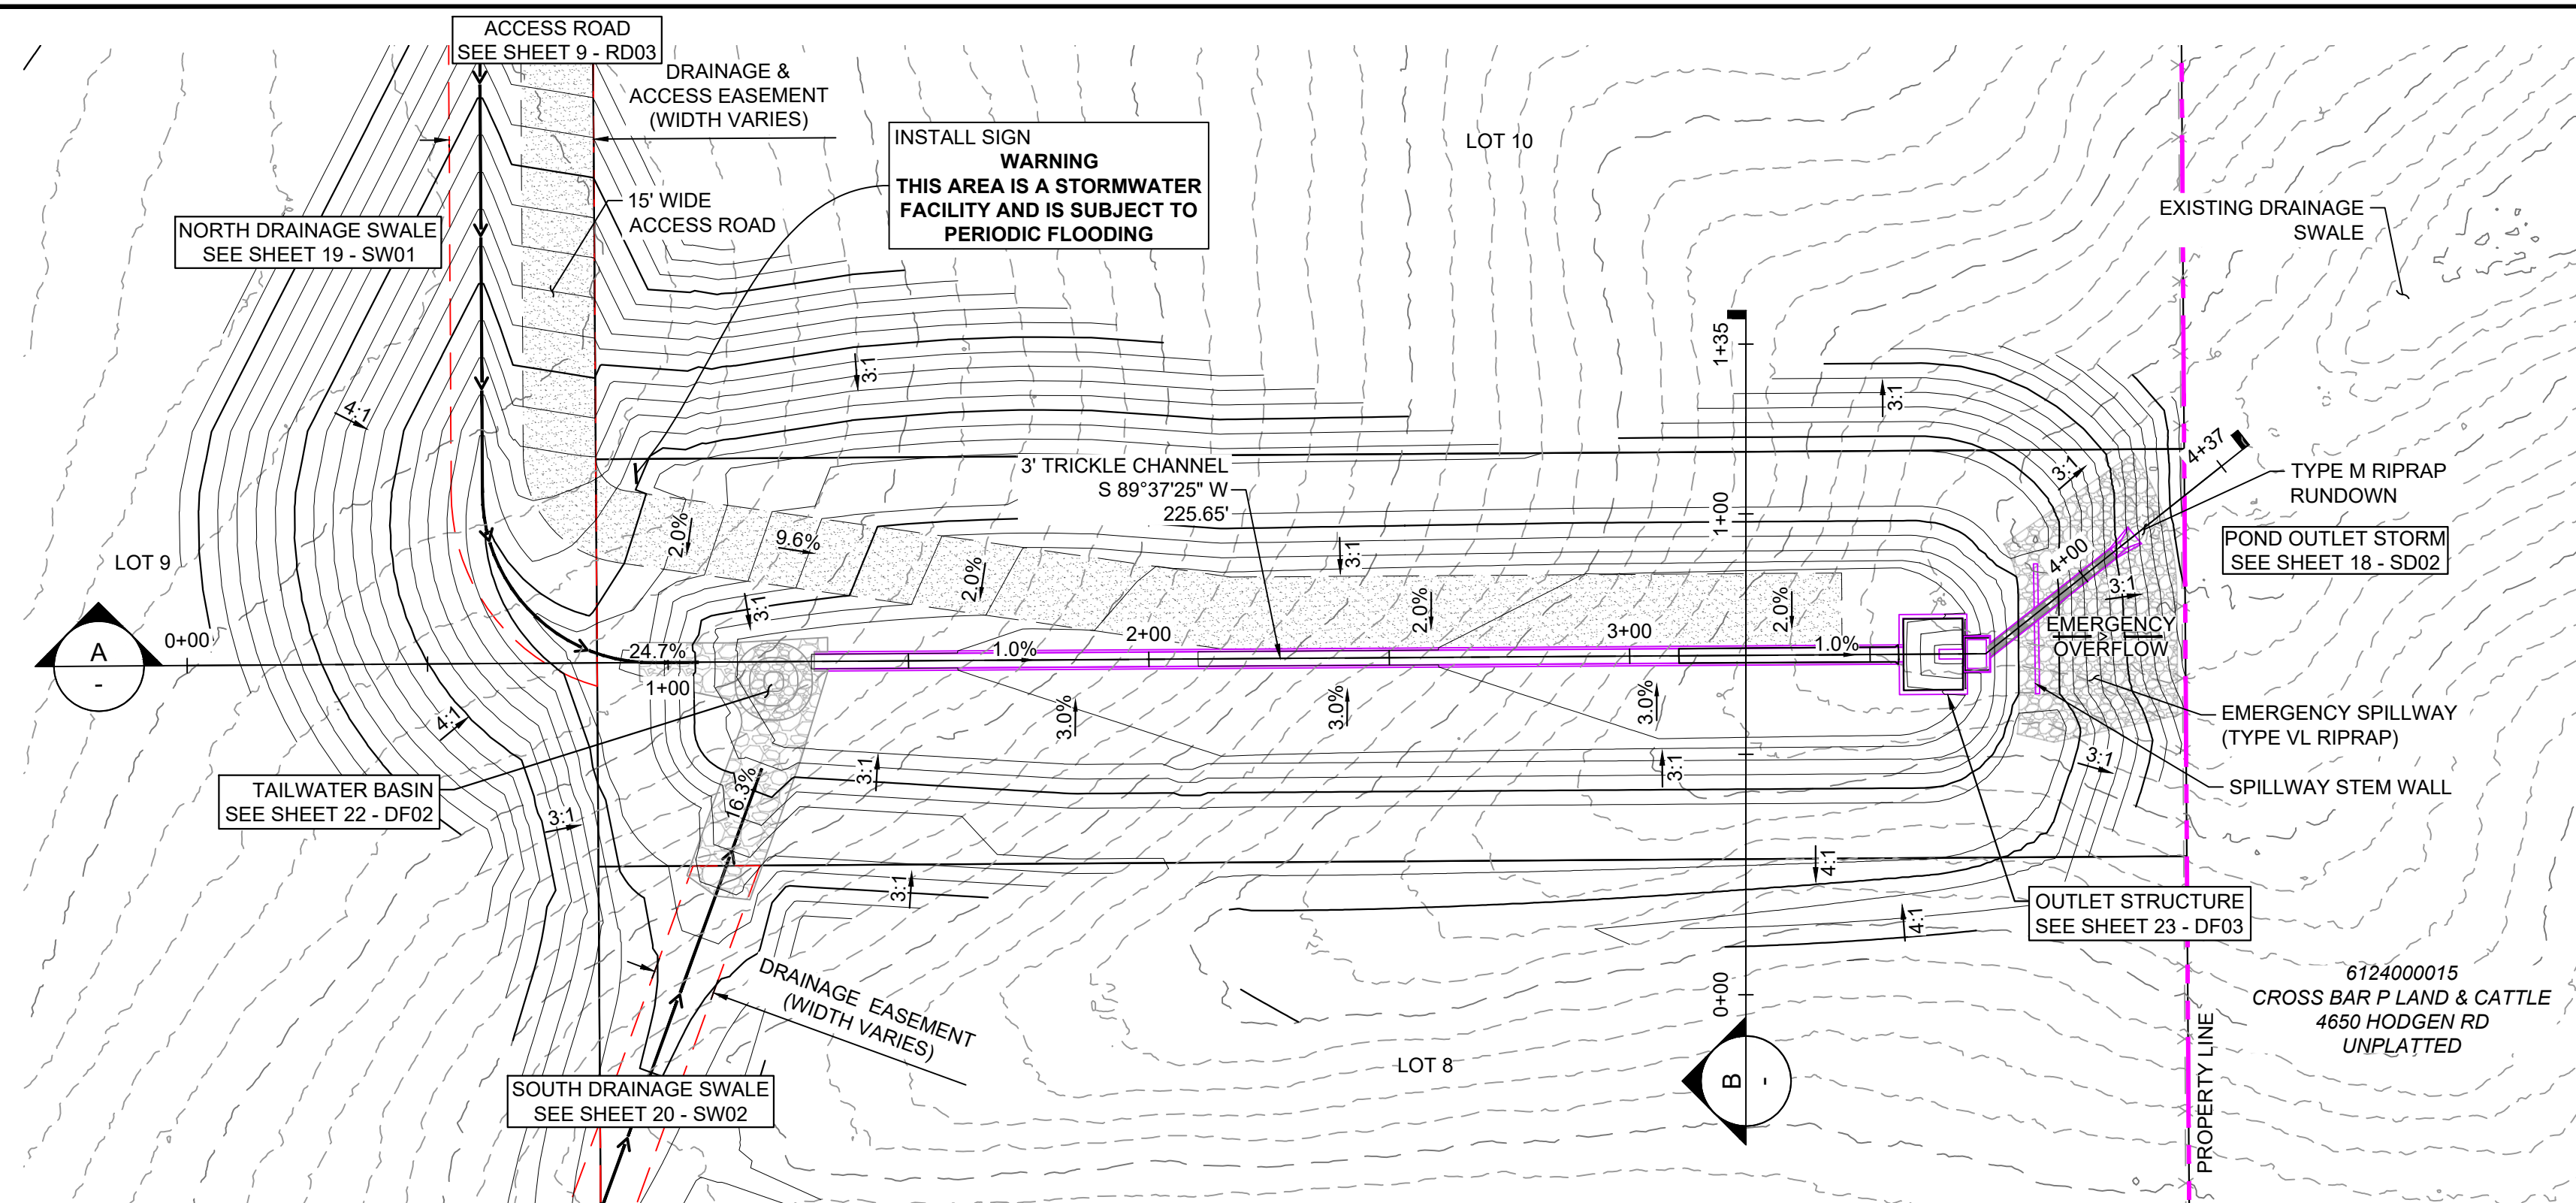 ACCESS ROAD
SEE SHEET 9 - RD03
DRAINAGE &
ACCESS EASEMENT
(WIDTH VARIES)
INSTALL SIGN
WARNING
THIS AREA IS A STORMWATER
FACILITY AND IS SUBJECT TO
PERIODIC FLOODING
LOT 10
15' WIDE
ACCESS ROAD
NORTH DRAINAGE SWALE
SEE SHEET 19 - SW01
EXISTING DRAINAGE
SWALE
1+35
3:1
3:1
4:1
3' TRICKLE CHANNEL
S 89°37'25" W
225.65'
4+37
3:1
TYPE M RIPRAP
RUNDOWN
1+00
2.0%
9.6%
3:1
4+00
POND OUTLET STORM
SEE SHEET 18 - SD02
LOT 9
2.0%
2.0%
2.0%
3:1
3:1
A
-
0+00
24.7%
1+00
2+00
1.0%
3+00
1.0%
EMERGENCY
OVERFLOW
3.0%
3.0%
3.0%
4:1
EMERGENCY SPILLWAY
(TYPE VL RIPRAP)
3:1
3:1
3:1
SPILLWAY STEM WALL
TAILWATER BASIN
SEE SHEET 22 - DF02
16.3%
3:1
3:1
4:1
4:1
OUTLET STRUCTURE
SEE SHEET 23 - DF03
DRAINAGE EASEMENT
(WIDTH VARIES)
0+00
6124000015
CROSS BAR P LAND & CATTLE
4650 HODGEN RD
UNPLATTED
LOT 8
B
-
PROPERTY LINE
SOUTH DRAINAGE SWALE
SEE SHEET 20 - SW02